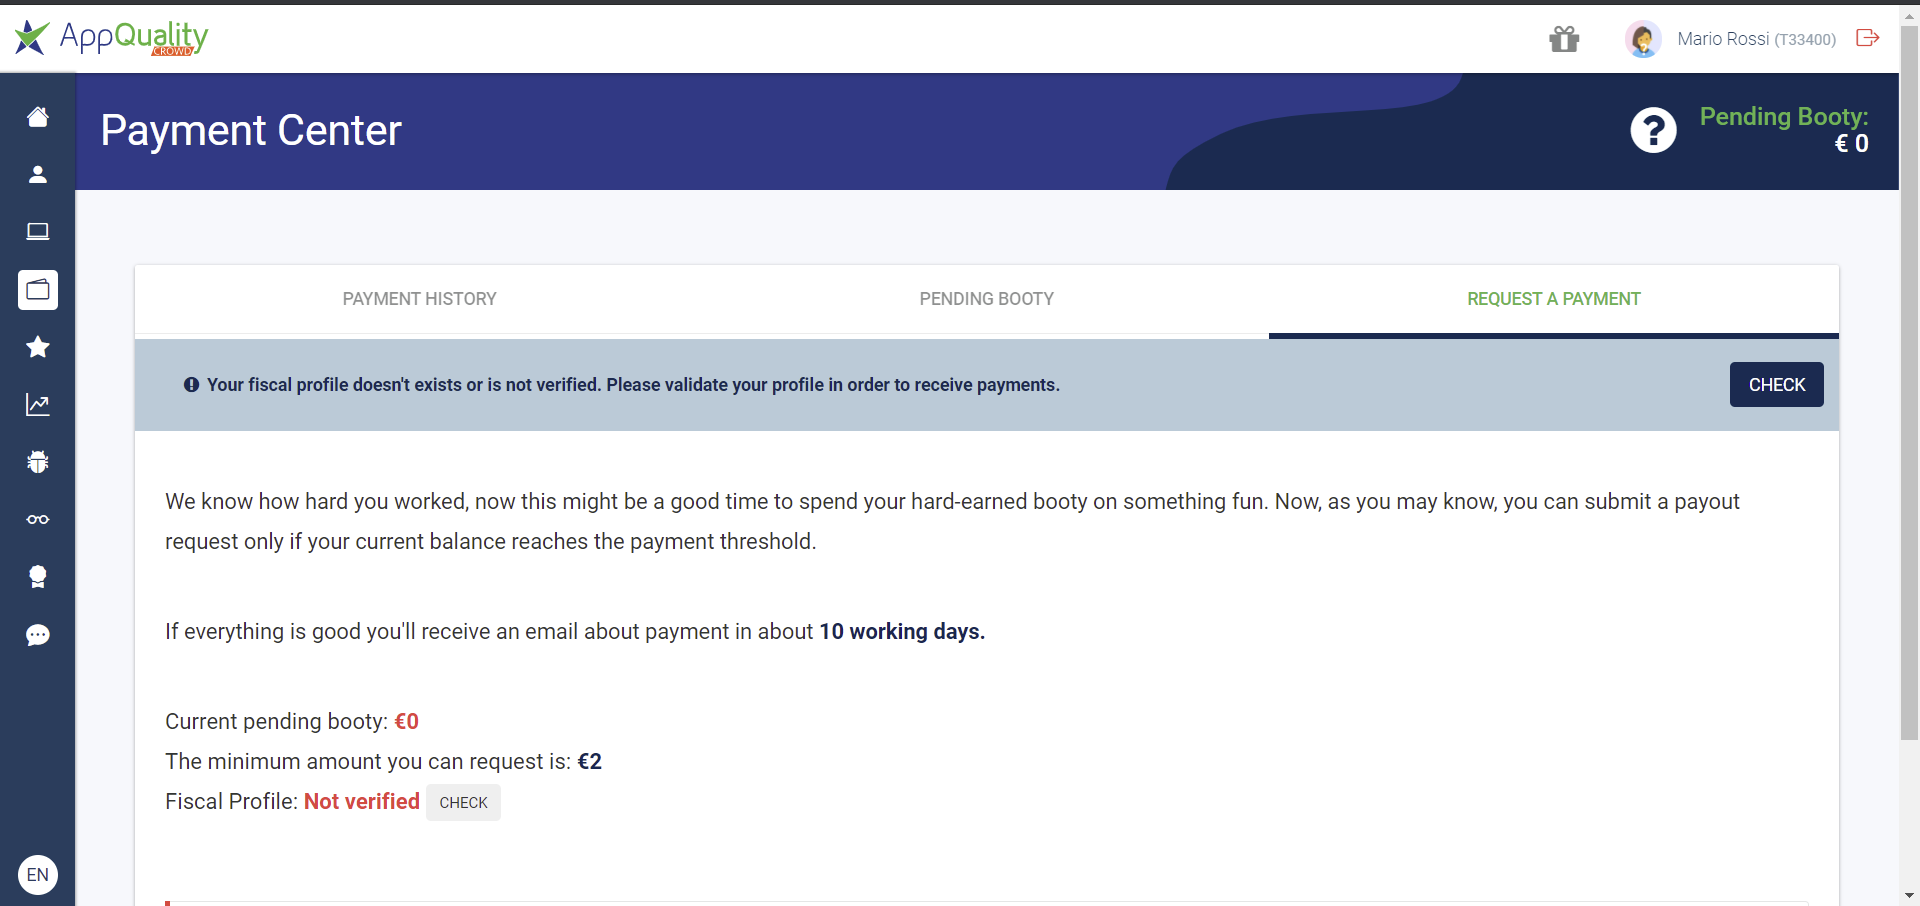 AppQuality
CROWD
Mario Rossi (T33400)
Payment Center
Pending Booty:
€ 0
PAYMENT HISTORY
PENDING BOOTY
REQUEST A PAYMENT
Your fiscal profile doesn't exists or is not verified. Please validate your profile in order to receive payments.
CHECK
We know how hard you worked, now this might be a good time to spend your hard-earned booty on something fun. Now, as you may know, you can submit a payout
request only if your current balance reaches the payment threshold.
If everything is good you'll receive an email about payment in about 10 working days.
Current pending booty: €0
The minimum amount you can request is: €2
Fiscal Profile: Not verified CHECK
EN